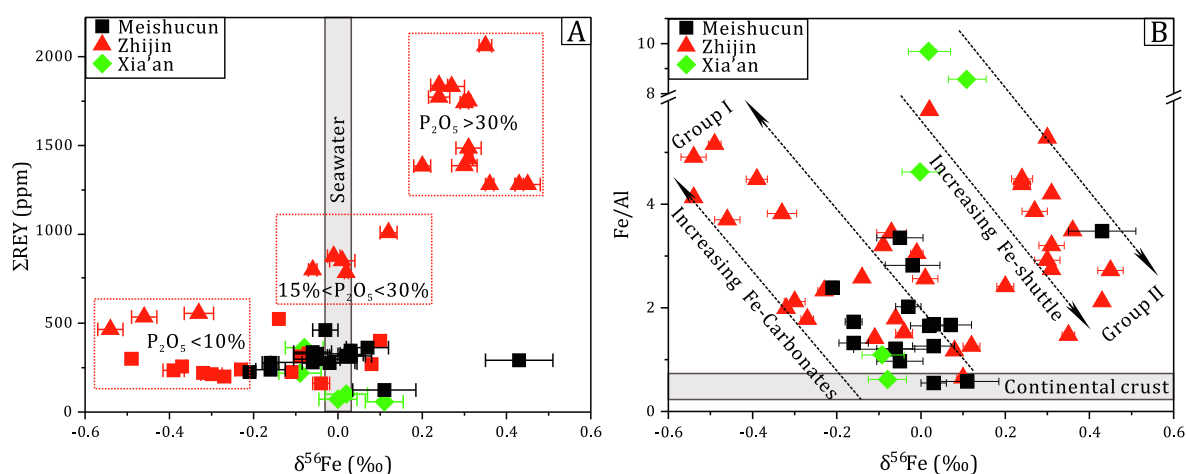 A
Meishucun
Zhijin
Xia'an
P₂O₅ >30%
Seawater
15%<P₂O₅<30%
P₂O₅ <10%
ΣREY (ppm)
2000
1500
1000
500
0
-0.6 -0.4 -0.2 0.0 0.2 0.4 0.6
δ⁵⁶Fe (‰)
B
Meishucun
Zhijin
Xia'an
Group I
Increasing Fe-Carbonates
Increasing Fe-shuttle
Group II
Continental crust
Fe/Al
10
8
4
2
0
-0.6 -0.4 -0.2 0.0 0.2 0.4 0.6
δ⁵⁶Fe (‰)